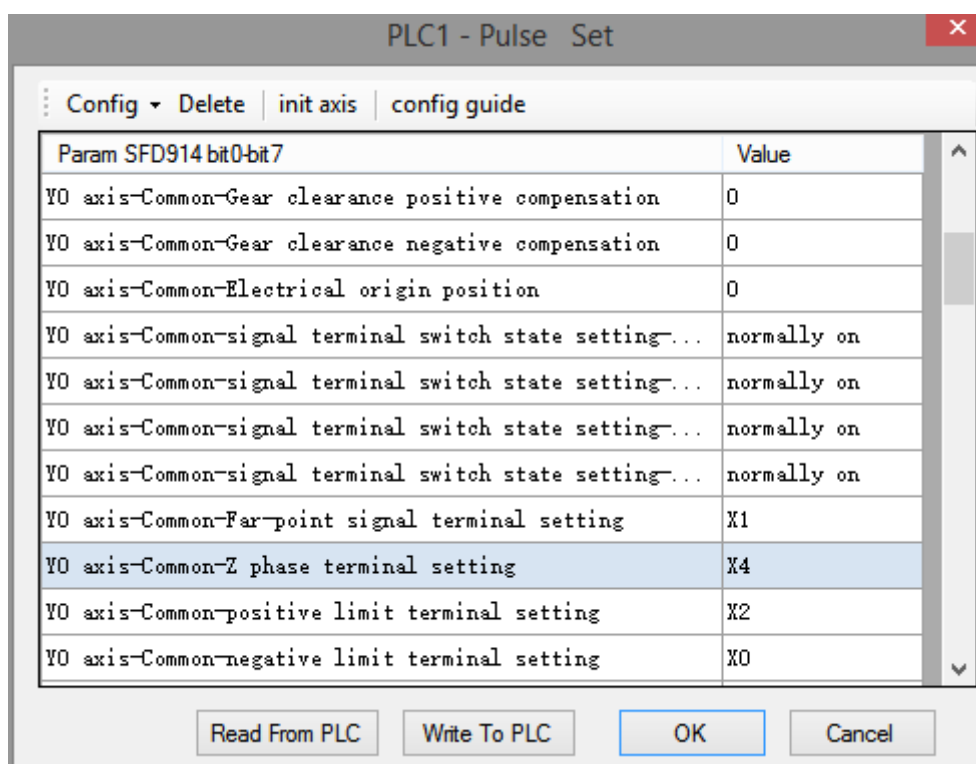 PLC1 - Pulse Set
Config Delete init axis config guide
Param SFD914 bit0-bit7 Value
Y0 axis-Common-Gear clearance positive compensation 0
Y0 axis-Common-Gear clearance negative compensation 0
Y0 axis-Common-Electrical origin position 0
Y0 axis-Common-signal terminal switch state setting-... normally on
Y0 axis-Common-signal terminal switch state setting-... normally on
Y0 axis-Common-signal terminal switch state setting-... normally on
Y0 axis-Common-signal terminal switch state setting-... normally on
Y0 axis-Common-Far-point signal terminal setting X1
Y0 axis-Common-Z phase terminal setting X4
Y0 axis-Common-positive limit terminal setting X2
Y0 axis-Common-negative limit terminal setting X0
Read From PLC Write To PLC OK Cancel